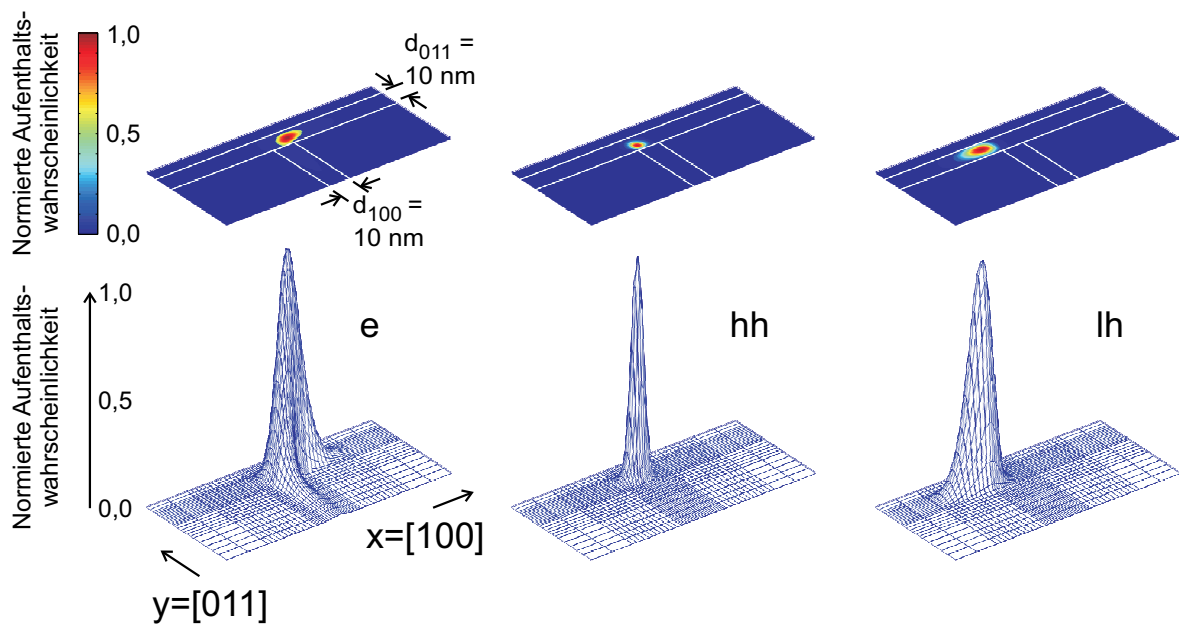 Normierte Aufenthalts-
wahrscheinlichkeit
1,0
0,5
0,0
d011 =
10 nm
d100 =
10 nm
Normierte Aufenthalts-
wahrscheinlichkeit
1,0
0,5
0,0
e
hh
lh
x=[100]
y=[011]